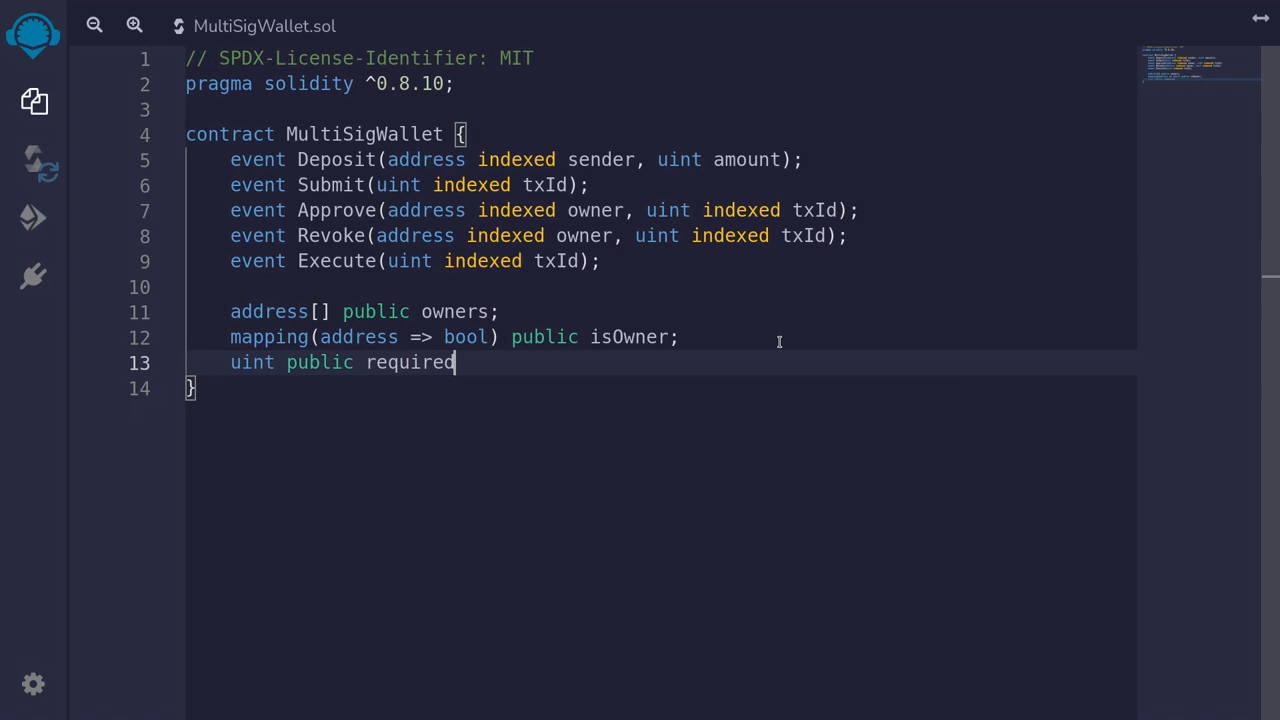 MultiSigWallet.sol
1 // SPDX-License-Identifier: MIT
2 pragma solidity ^0.8.10;
3
4 contract MultiSigWallet {
5     event Deposit(address indexed sender, uint amount);
6     event Submit(uint indexed txId);
7     event Approve(address indexed owner, uint indexed txId);
8     event Revoke(address indexed owner, uint indexed txId);
9     event Execute(uint indexed txId);
10
11     address[] public owners;
12     mapping(address => bool) public isOwner;
13     uint public required
14 }